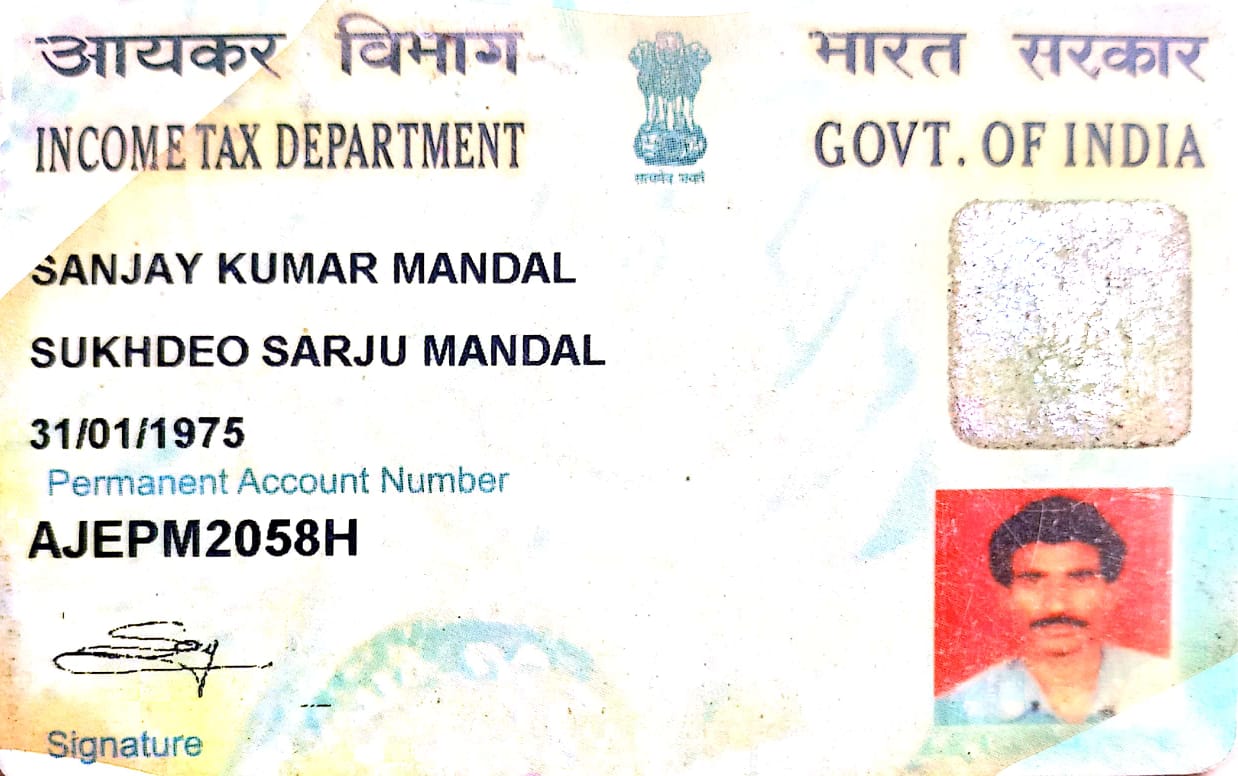 आयकर विभाग
INCOME TAX DEPARTMENT
सत्यमेव जयते
भारत सरकार
GOVT. OF INDIA
SANJAY KUMAR MANDAL
SUKHDEO SARJU MANDAL
31/01/1975
Permanent Account Number
AJEPM2058H
Signature